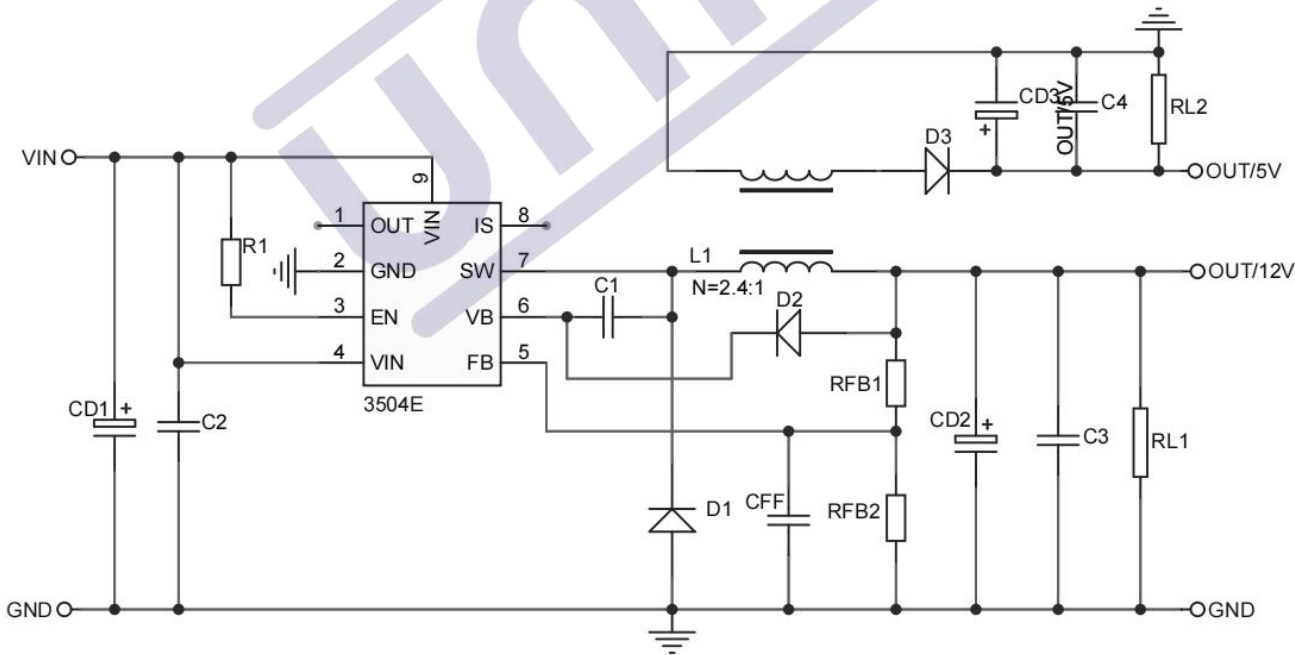 CD3
OUT/5V
C4
RL2
D3
OUT/5V
VIN
9
1
OUT
VIN
IS
8
R1
2
GND
SW
7
L1
N=2.4:1
OUT/12V
3
EN
VB
6
C1
D2
4
VIN
FB
5
3504E
RFB1
CD1
+
C2
CD2
+
C3
RL1
+
D1
CFF
RFB2
GND
GND